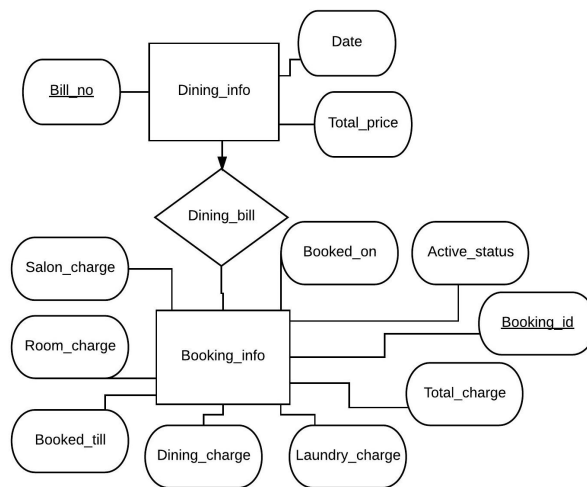 Date
Bill_no
Dining_info
Total_price
Dining_bill
Salon_charge
Booked_on
Active_status
Booking_id
Room_charge
Booking_info
Total_charge
Booked_till
Dining_charge
Laundry_charge